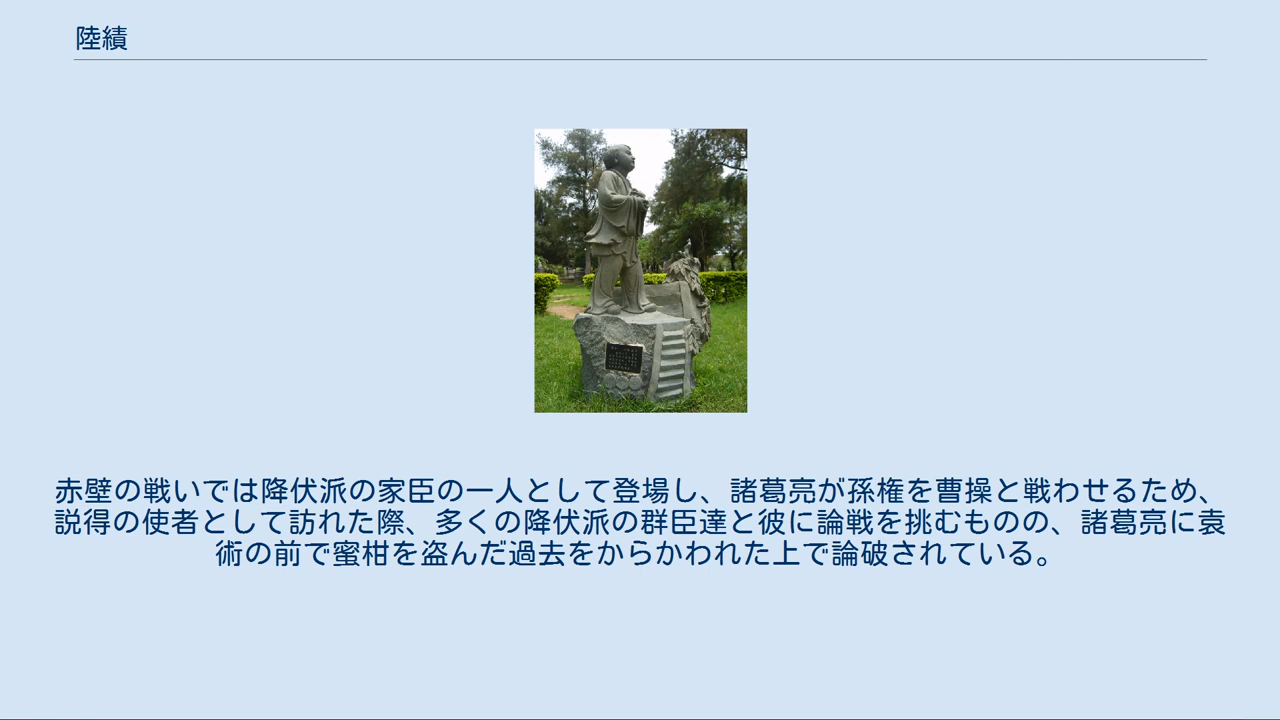 陸績
赤壁の戦いでは降伏派の家臣の一人として登場し、諸葛亮が孫権を曹操と戦わせるため、
説得の使者として訪れた際、多くの降伏派の群臣達と彼に論戦を挑むものの、諸葛亮に袁
術の前で蜜柑を盗んだ過去をからかわれた上で論破されている。